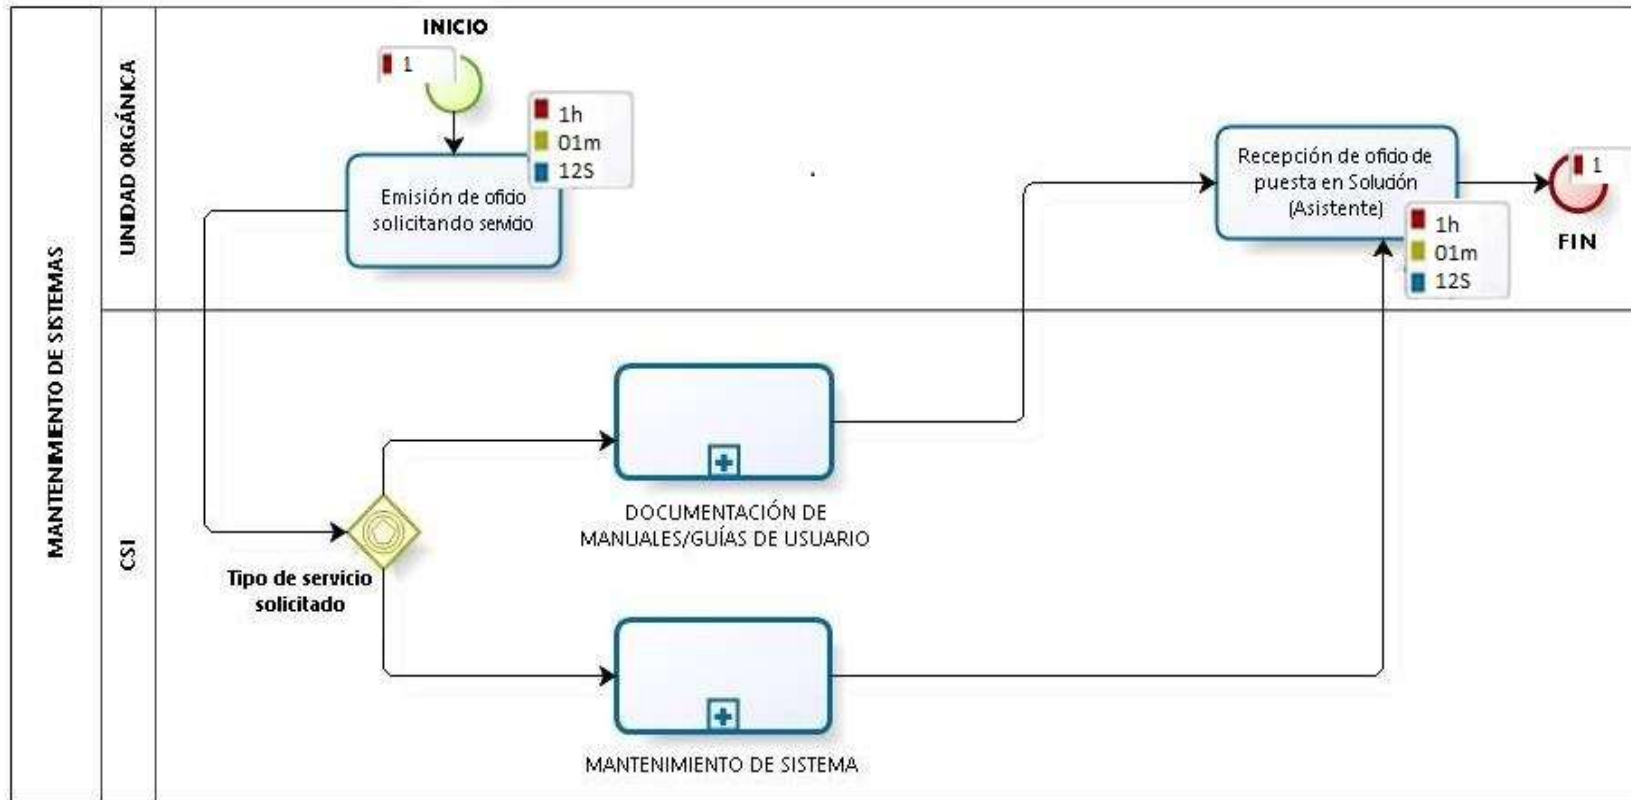 MANTENIMIENTO DE SISTEMAS
UNIDAD ORGÁNICA
INICIO
1
1h
01m
12S
Emisión de oficio
solicitando servicio
Recepción de oficio de
puesta en Solución
(Asistente)
1h
01m
12S
1
FIN
CSI
Tipo de servicio
solicitado
DOCUMENTACIÓN DE
MANUALES/GUÍAS DE USUARIO
MANTENIMIENTO DE SISTEMA